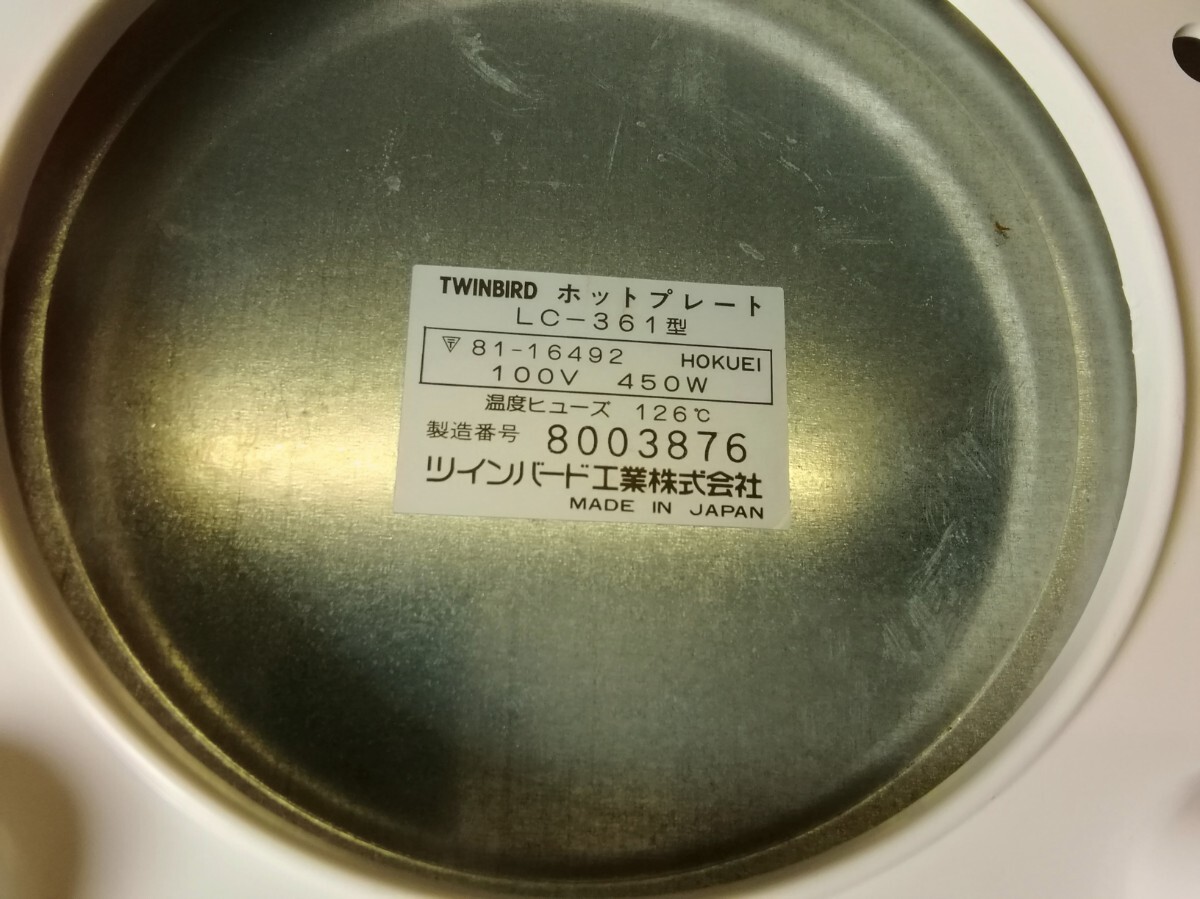 TWINBIRD ホットプレート
LC-361型
〒 81-16492 HOKUEI
100V 450W
温度ヒューズ 126℃
製造番号 8003876
ツインバード工業株式会社
MADE IN JAPAN